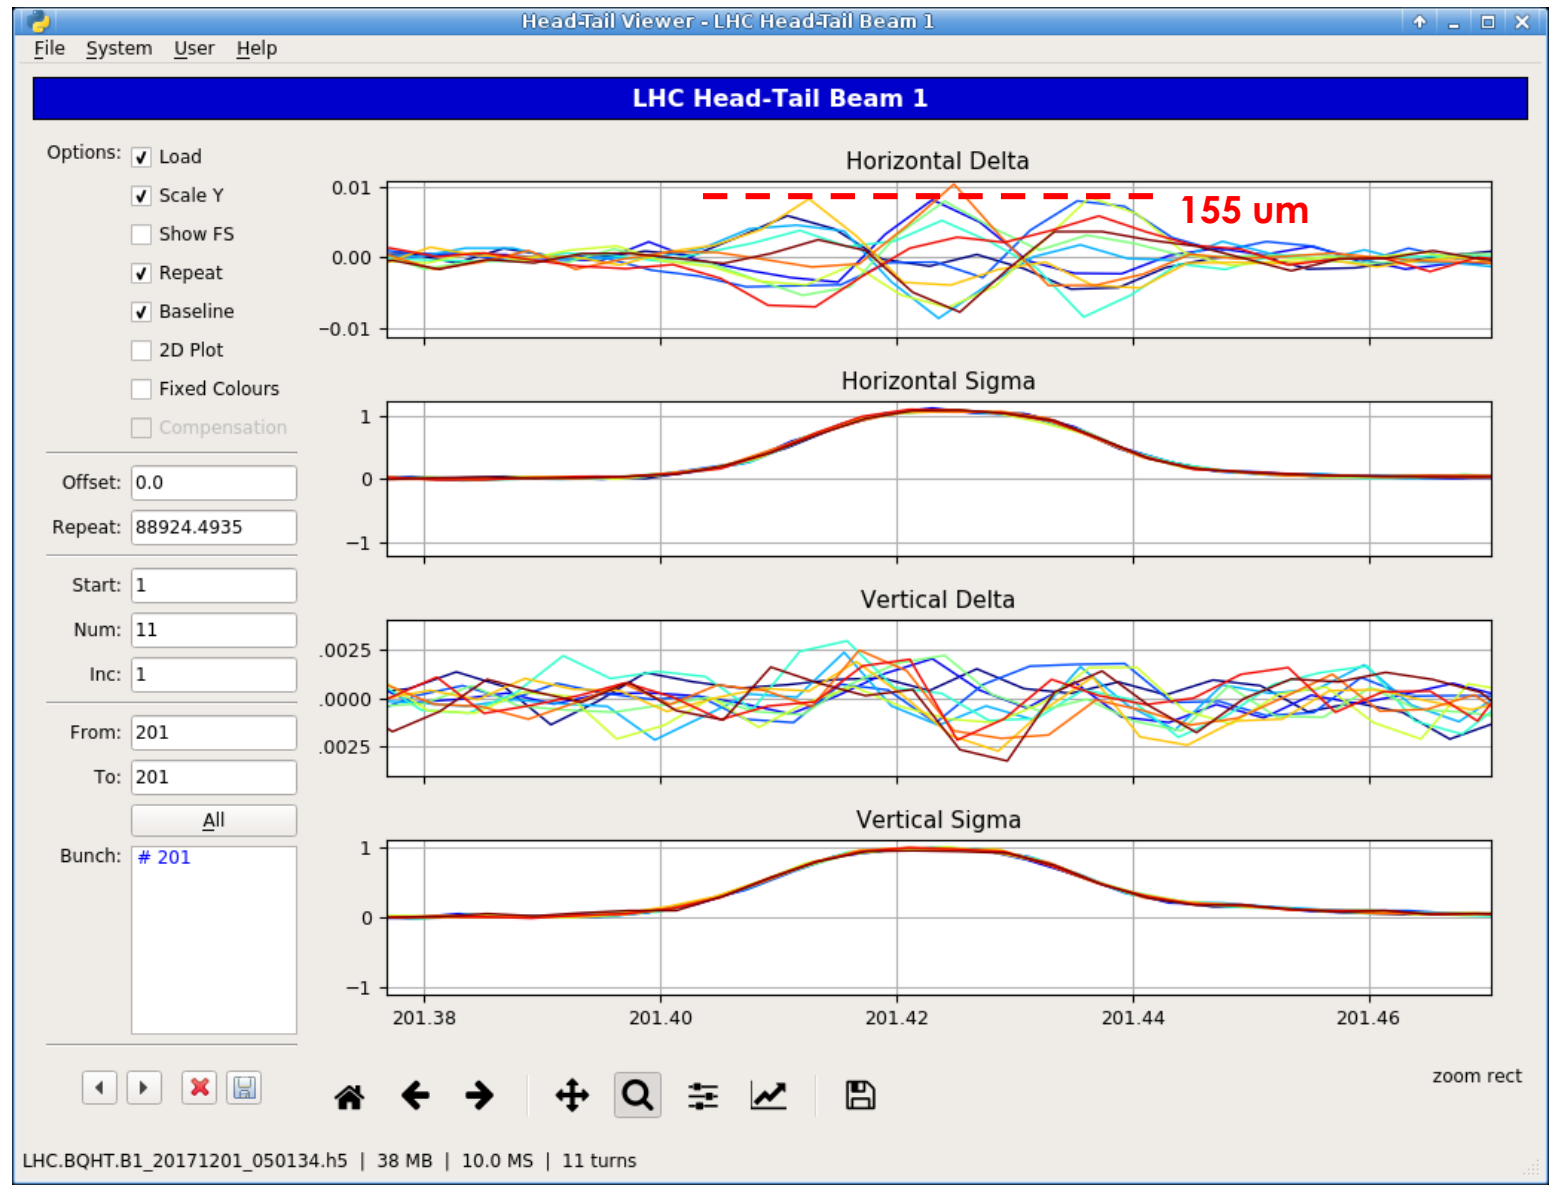 Head-Tail Viewer - LHC Head-Tail Beam 1
File System User Help
LHC Head-Tail Beam 1
Options:
Load
Scale Y
Show FS
Repeat
Baseline
2D Plot
Fixed Colours
Compensation
Offset: 0.0
Repeat: 88924.4935
Start: 1
Num: 11
Inc: 1
From: 201
To: 201
All
Bunch: # 201
Horizontal Delta
0.01
155 um
0.00
−0.01
Horizontal Sigma
1
0
−1
Vertical Delta
.0025
.0000
.0025
Vertical Sigma
1
0
−1
201.38 201.40 201.42 201.44 201.46
zoom rect
LHC.BQHT.B1_20171201_050134.h5 | 38 MB | 10.0 MS | 11 turns